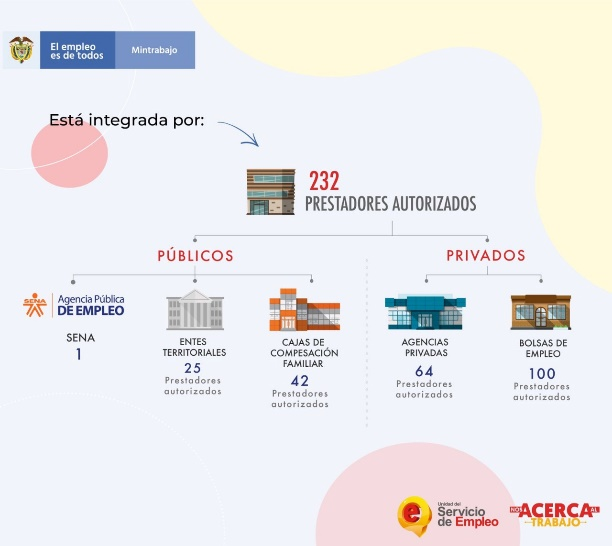 El empleo
es de todos
Mintrabajo
Está integrada por:
232
PRESTADORES AUTORIZADOS
PÚBLICOS
PRIVADOS
SENA
Agencia Pública
DE EMPLEO
SENA
1
ENTES
TERRITORIALES
25
Prestadores
autorizados
CAJAS DE
COMPESACIÓN
FAMILIAR
42
Prestadores
autorizados
AGENCIAS
PRIVADAS
64
Prestadores
autorizados
BOLSAS DE
EMPLEO
100
Prestadores
autorizados
e
Unidad del
Servicio
de Empleo
NOS ACERCA AL
TRABAJO